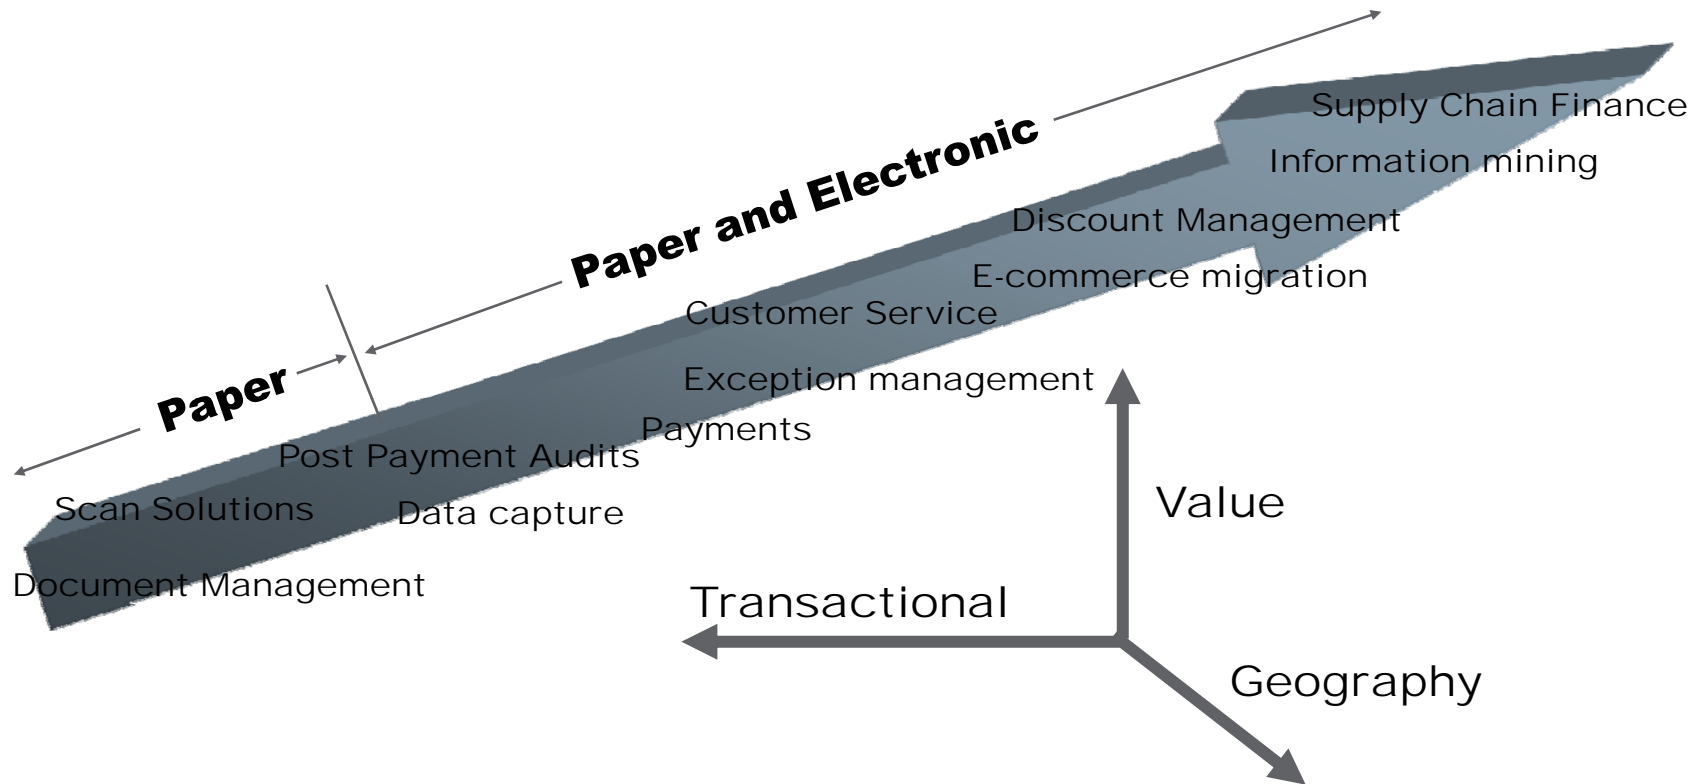 Supply Chain Finance
Paper and Electronic
Information mining
Discount Management
E-commerce migration
Customer Service
Paper
Exception management
Payments
Post Payment Audits
Scan Solutions
Data capture
Value
Document Management
Transactional
Geography